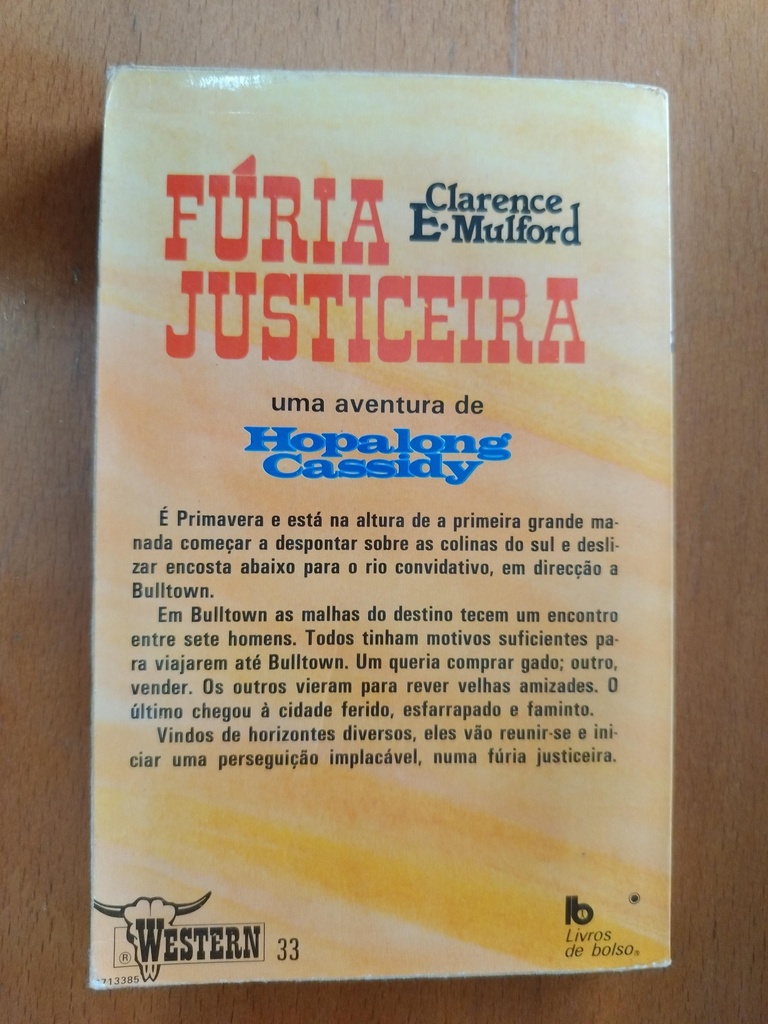 FÚRIA
Clarence
E. Mulford
JUSTICEIRA
uma aventura de
Hopalong
Cassidy
É Primavera e está na altura de a primeira grande ma-
nada começar a despontar sobre as colinas do sul e desli-
zar encosta abaixo para o rio convidativo, em direcção a
Bulltown.
Em Bulltown as malhas do destino tecem um encontro
entre sete homens. Todos tinham motivos suficientes pa-
ra viajarem até Bulltown. Um queria comprar gado; outro,
vender. Os outros vieram para rever velhas amizades. O
último chegou à cidade ferido, esfarrapado e faminto.
Vindos de horizontes diversos, eles vão reunir-se e ini-
ciar uma perseguição implacável, numa fúria justiceira.
® WESTERN 33
713385
lb
Livros
de bolso®